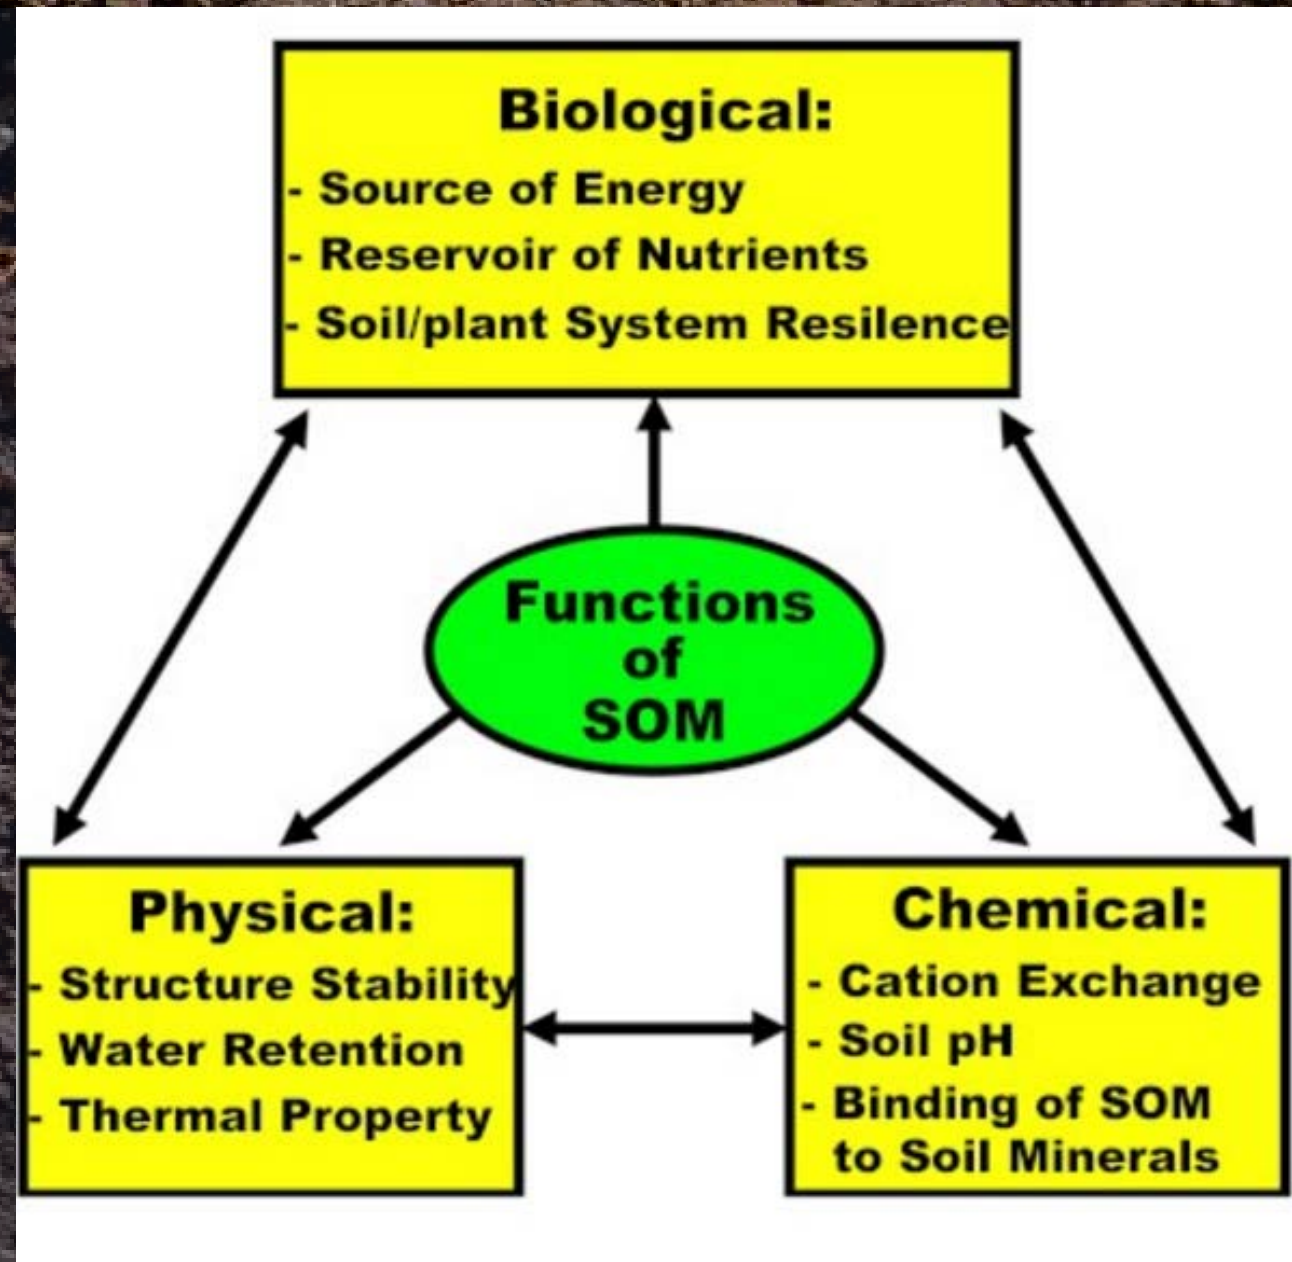 Biological:
- Source of Energy
- Reservoir of Nutrients
- Soil/plant System Resilence
Functions
of
SOM
Physical:
- Structure Stability
- Water Retention
- Thermal Property
Chemical:
- Cation Exchange
- Soil pH
- Binding of SOM
to Soil Minerals